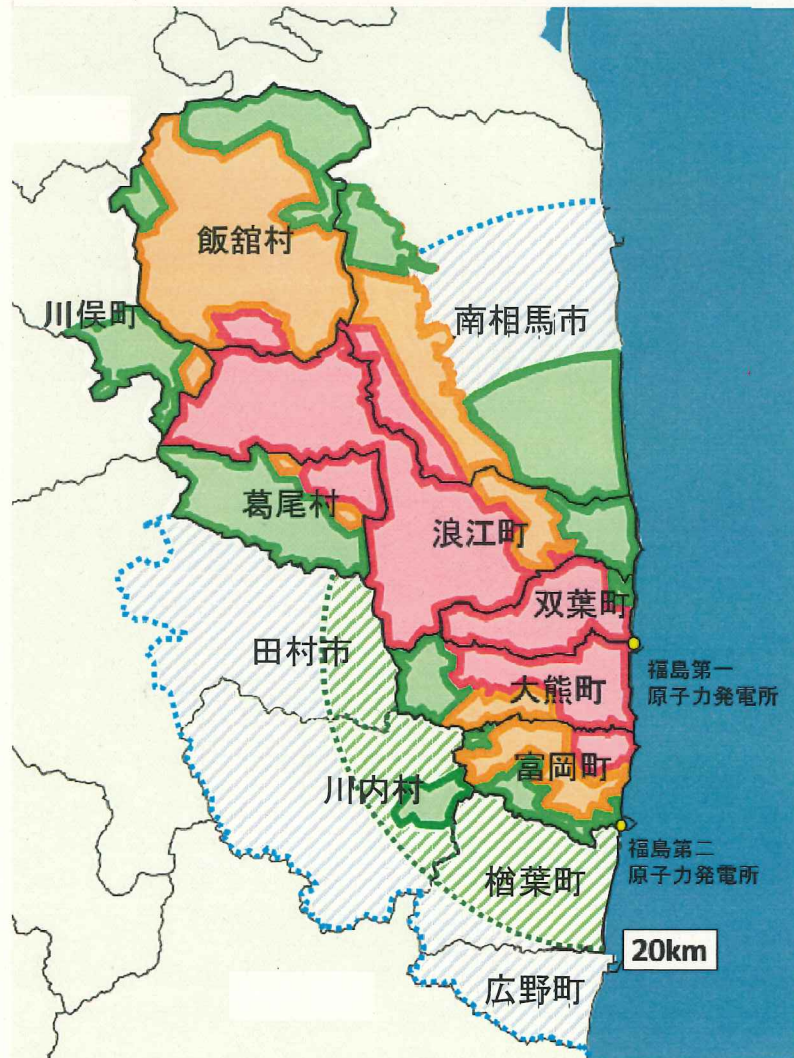 飯舘村
川俣町
南相馬市
葛尾村
浪江町
双葉町
田村市
福島第一
原子力発電所
大熊町
富岡町
川内村
福島第二
原子力発電所
楢葉町
20km
広野町